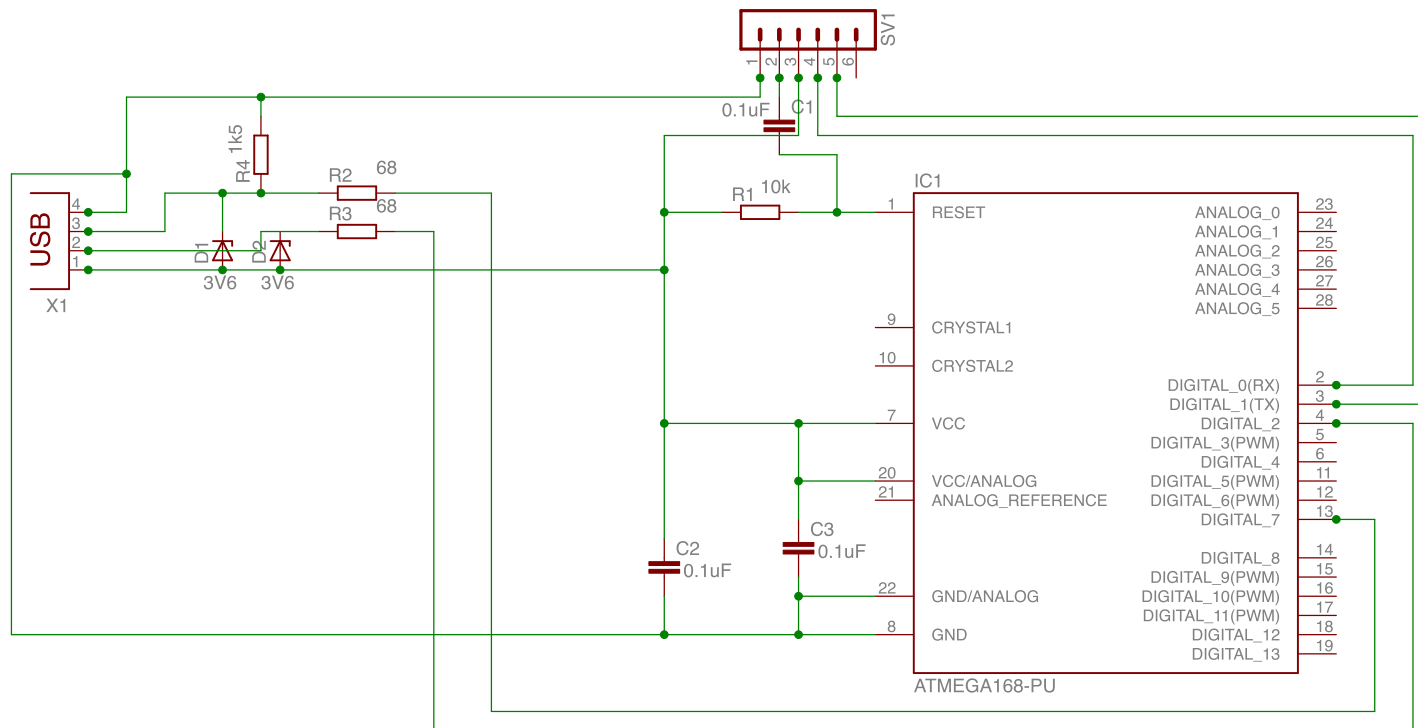 SV1
1
2
3
4
5
6
0.1uF
C1
1k5
R4
R2
68
R3
68
R1
10k
USB
4
3
2
1
X1
D1
3V6
D2
3V6
IC1
1
RESET
9
CRYSTAL1
10
CRYSTAL2
7
VCC
20
VCC/ANALOG
21
ANALOG_REFERENCE
22
GND/ANALOG
8
GND
ANALOG_0
23
ANALOG_1
24
ANALOG_2
25
ANALOG_3
26
ANALOG_4
27
ANALOG_5
28
DIGITAL_0(RX)
2
DIGITAL_1(TX)
3
DIGITAL_2
4
DIGITAL_3(PWM)
5
DIGITAL_4
6
DIGITAL_5(PWM)
11
DIGITAL_6(PWM)
12
DIGITAL_7
13
DIGITAL_8
14
DIGITAL_9(PWM)
15
DIGITAL_10(PWM)
16
DIGITAL_11(PWM)
17
DIGITAL_12
18
DIGITAL_13
19
C2
0.1uF
C3
0.1uF
ATMEGA168-PU